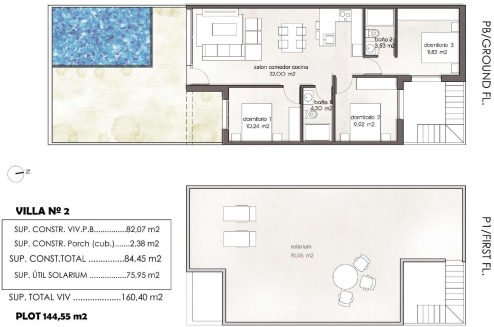 PB/GROUND FL.
baño 2
3,83 m2
dormitorio 3
11,83 m2
salon comedor cocina
32,00 m2
dormitorio 1
10,24 m2
baño 1
4,30 m2
dormitorio 2
9,92 m2
N
VILLA Nº 2
SUP. CONSTR. VIV.P.B...............82,07 m2
SUP. CONSTR. Porch (cub.).......2,38 m2
SUP. CONST.TOTAL ...............84,45 m2
SUP. ÚTIL SOLARIUM ...............75,95 m2
SUP. TOTAL VIV ....................160,40 m2
PLOT 144,55 m2
solarium
75,95 m2
P1/FIRST FL.